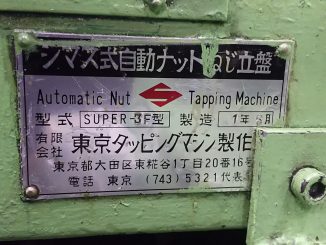 シマス式自動ナットねじ立盤
Automatic Nut Tapping Machine
型式 SUPER-3F型 製造 1年 月
有限会社 東京タッピングマシン製作
東京都大田区東糀谷1丁目20番16号
電話 東京 (743) 5321代表